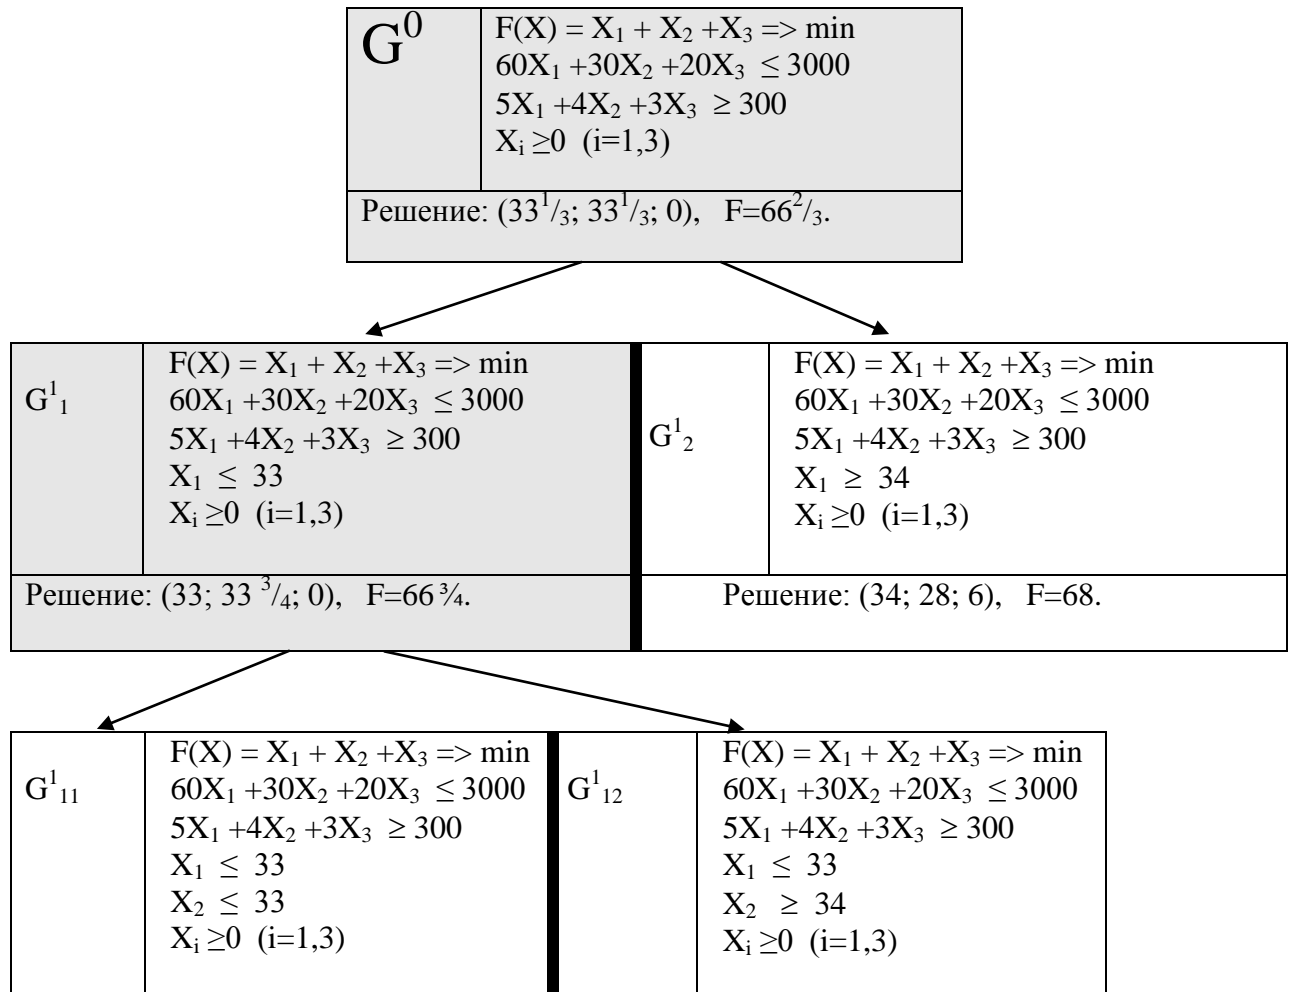 G⁰
F(X) = X₁ + X₂ +X₃ => min
60X₁ +30X₂ +20X₃ ≤ 3000
5X₁ +4X₂ +3X₃ ≥ 300
Xᵢ ≥0 (i=1,3)
Решение: (33¹/₃; 33¹/₃; 0), F=66²/₃.
G¹₁
F(X) = X₁ + X₂ +X₃ => min
60X₁ +30X₂ +20X₃ ≤ 3000
5X₁ +4X₂ +3X₃ ≥ 300
X₁ ≤ 33
Xᵢ ≥0 (i=1,3)
Решение: (33; 33 ³/₄; 0), F=66¾.
G¹₂
F(X) = X₁ + X₂ +X₃ => min
60X₁ +30X₂ +20X₃ ≤ 3000
5X₁ +4X₂ +3X₃ ≥ 300
X₁ ≥ 34
Xᵢ ≥0 (i=1,3)
Решение: (34; 28; 6), F=68.
G¹₁₁
F(X) = X₁ + X₂ +X₃ => min
60X₁ +30X₂ +20X₃ ≤ 3000
5X₁ +4X₂ +3X₃ ≥ 300
X₁ ≤ 33
X₂ ≤ 33
Xᵢ ≥0 (i=1,3)
G¹₁₂
F(X) = X₁ + X₂ +X₃ => min
60X₁ +30X₂ +20X₃ ≤ 3000
5X₁ +4X₂ +3X₃ ≥ 300
X₁ ≤ 33
X₂ ≥ 34
Xᵢ ≥0 (i=1,3)